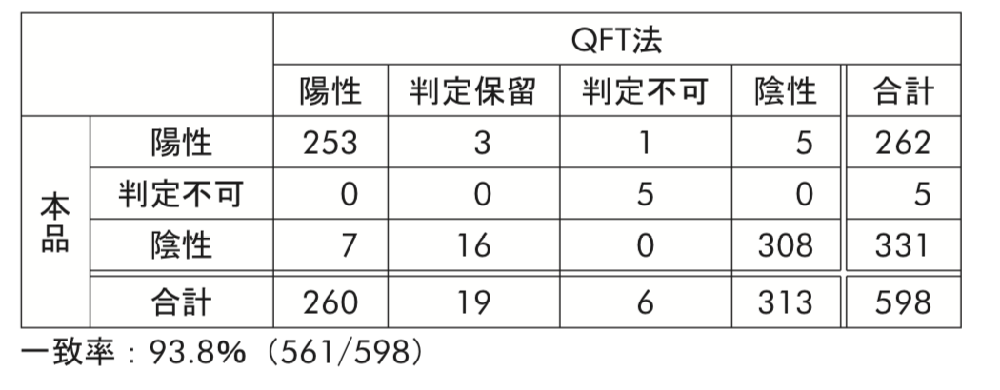 QFT法
陽性 判定保留 判定不可 陰性 合計
本品
陽性 253 3 1 5 262
判定不可 0 0 5 0 5
陰性 7 16 0 308 331
合計 260 19 6 313 598
一致率：93.8%（561/598）